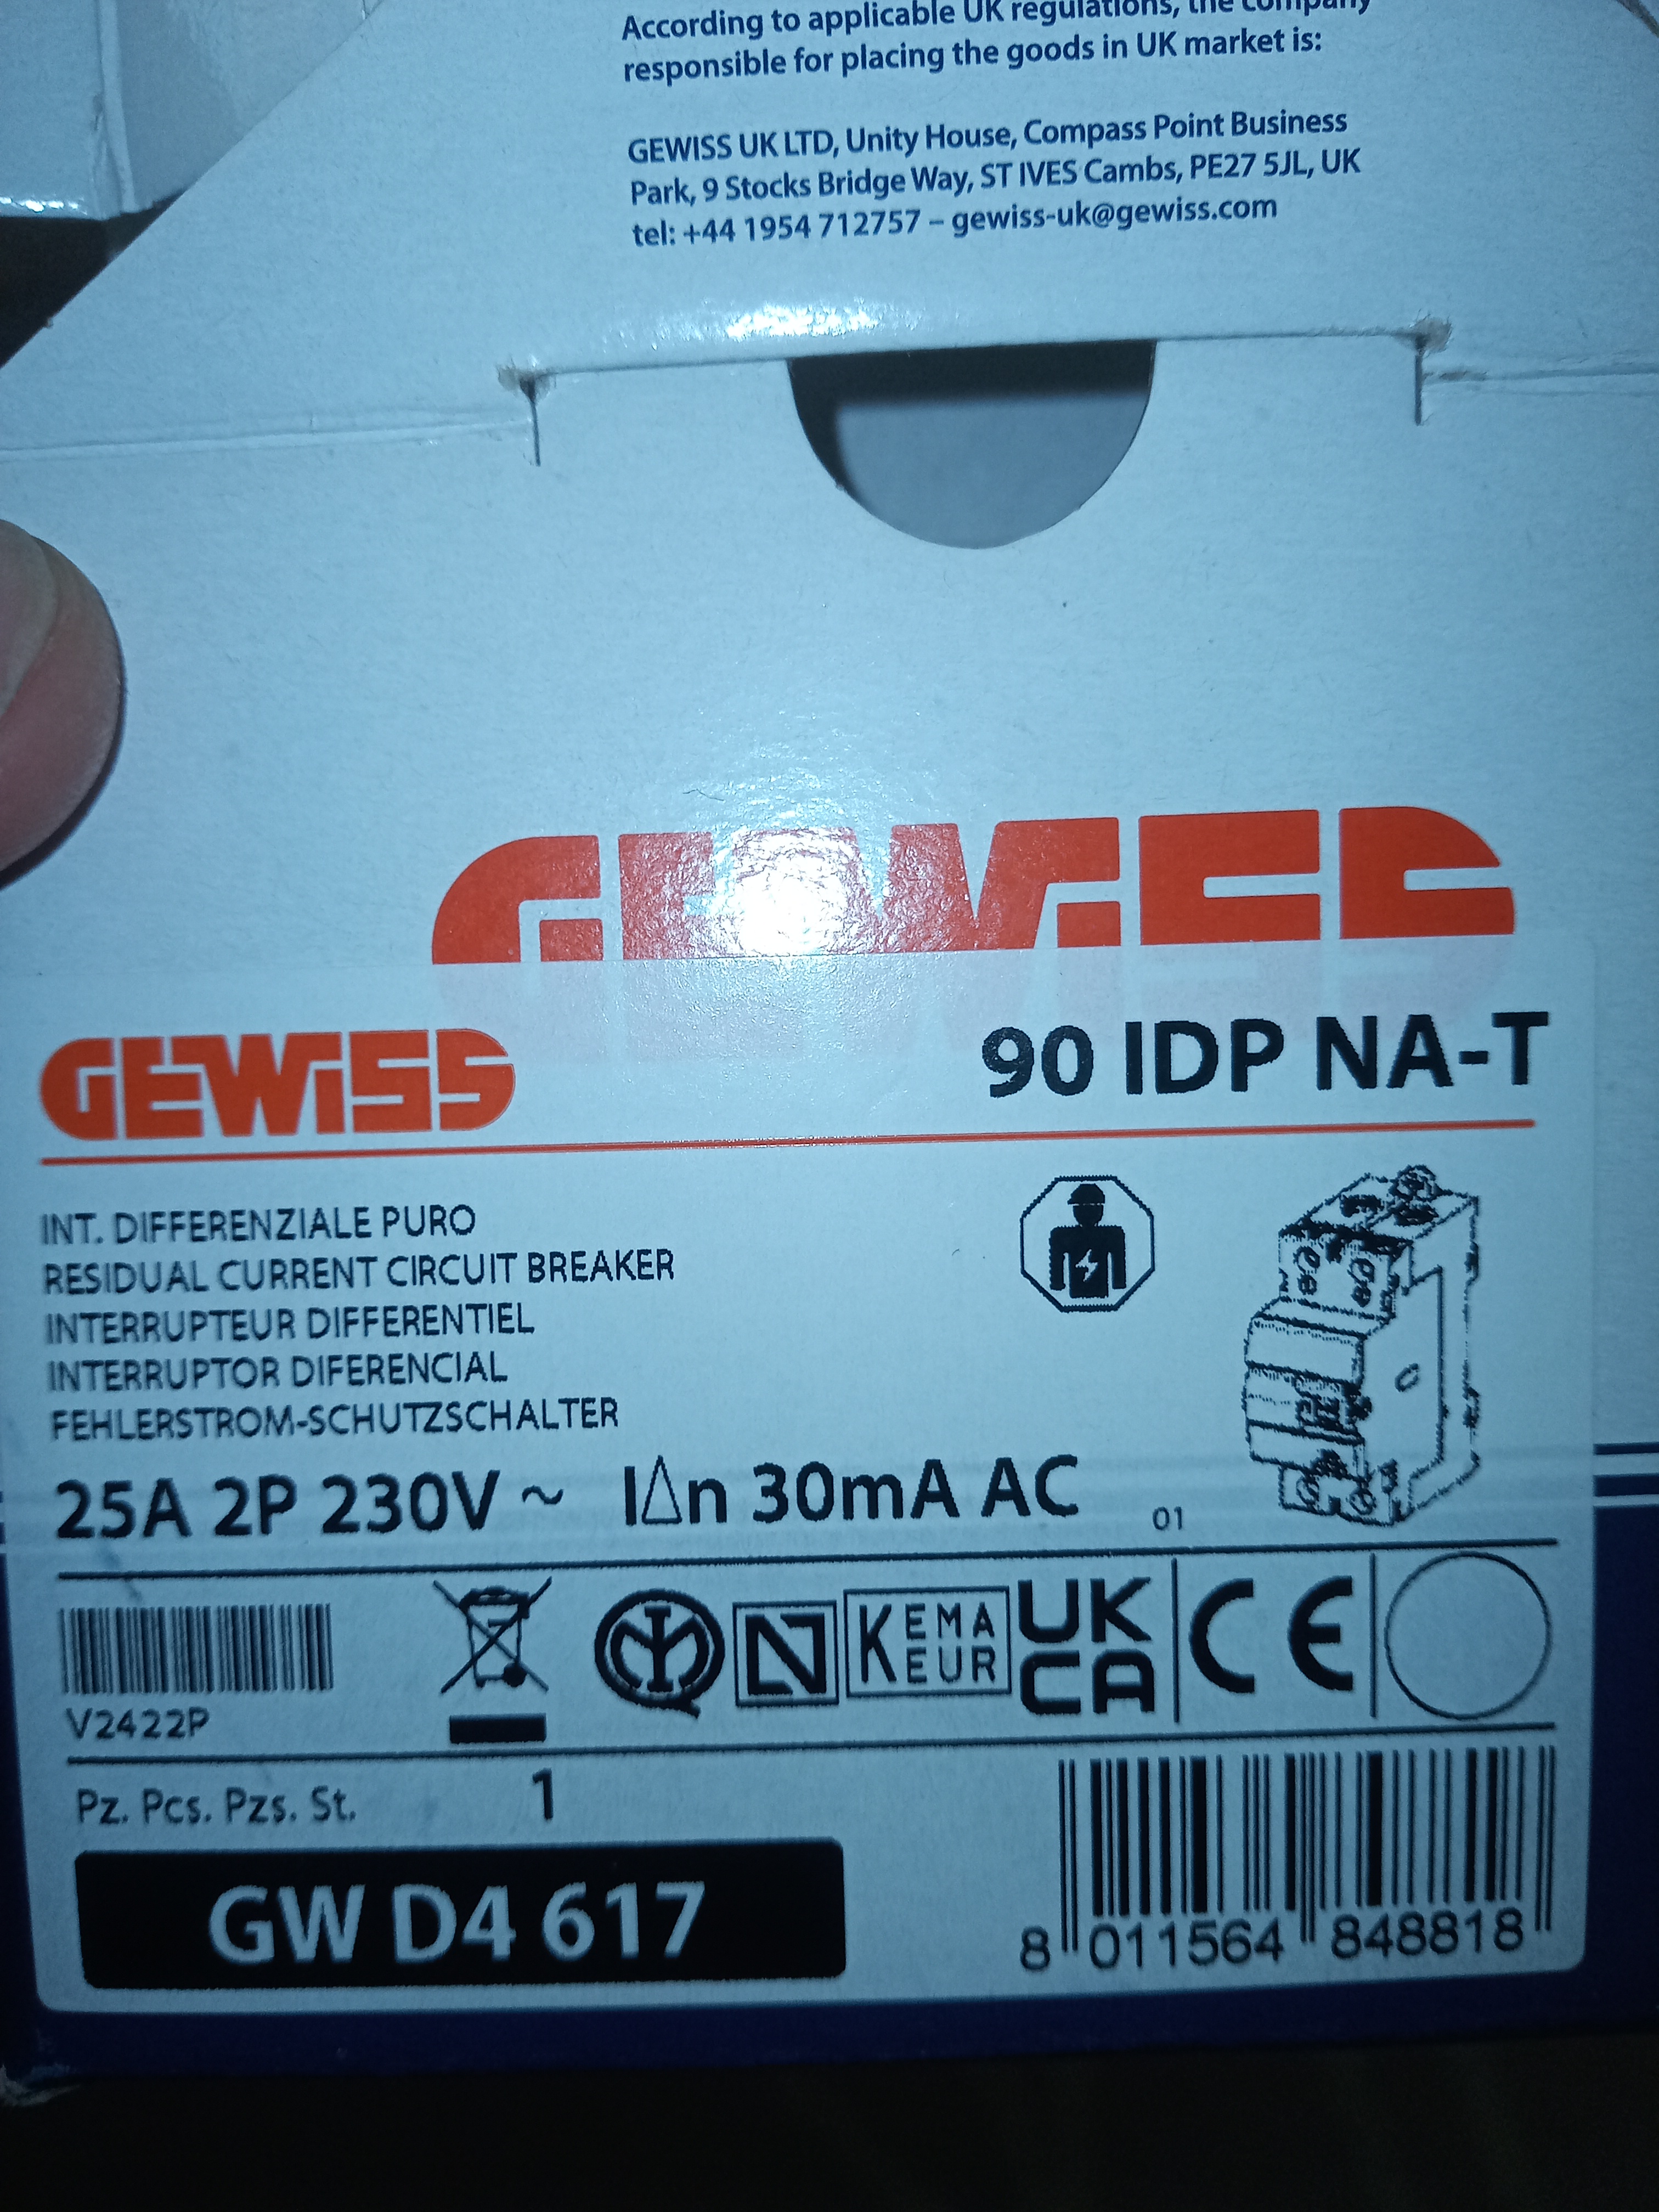 According to applicable UK regulations, the company
responsible for placing the goods in UK market is:
GEWISS UK LTD, Unity House, Compass Point Business
Park, 9 Stocks Bridge Way, ST IVES Cambs, PE27 5JL, UK
tel: +44 1954 712757 – gewiss-uk@gewiss.com
GEWISS
GEWISS
90 IDP NA-T
INT. DIFFERENZIALE PURO
RESIDUAL CURRENT CIRCUIT BREAKER
INTERRUPTEUR DIFFERENTIEL
INTERRUPTOR DIFERENCIAL
FEHLERSTROM-SCHUTZSCHALTER
25A 2P 230V ~ IΔn 30mA AC
01
N KEMA KEUR UK CA CE
V2422P
Pz. Pcs. Pzs. St. 1
GW D4 617
8 011564 848818